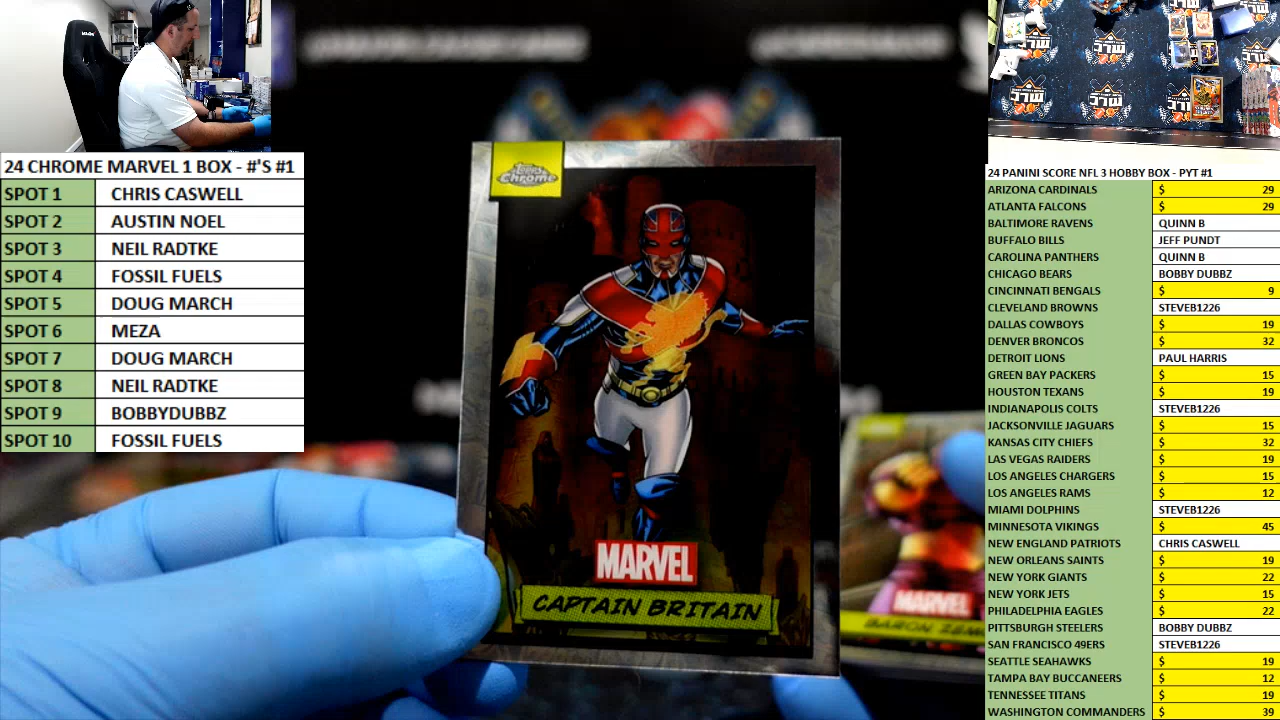 24 CHROME MARVEL 1 BOX - #'S #1
SPOT 1 CHRIS CASWELL
SPOT 2 AUSTIN NOEL
SPOT 3 NEIL RADTKE
SPOT 4 FOSSIL FUELS
SPOT 5 DOUG MARCH
SPOT 6 MEZA
SPOT 7 DOUG MARCH
SPOT 8 NEIL RADTKE
SPOT 9 BOBBYDUBBZ
SPOT 10 FOSSIL FUELS
Topps
Chrome
MARVEL
CAPTAIN BRITAIN
MARVEL
BARON ZEM
24 PANINI SCORE NFL 3 HOBBY BOX - PYT #1
ARIZONA CARDINALS $ 29
ATLANTA FALCONS $ 29
BALTIMORE RAVENS QUINN B
BUFFALO BILLS JEFF PUNDT
CAROLINA PANTHERS QUINN B
CHICAGO BEARS BOBBY DUBBZ
CINCINNATI BENGALS $ 9
CLEVELAND BROWNS STEVEB1226
DALLAS COWBOYS $ 19
DENVER BRONCOS $ 32
DETROIT LIONS PAUL HARRIS
GREEN BAY PACKERS $ 15
HOUSTON TEXANS $ 19
INDIANAPOLIS COLTS STEVEB1226
JACKSONVILLE JAGUARS $ 15
KANSAS CITY CHIEFS $ 32
LAS VEGAS RAIDERS $ 19
LOS ANGELES CHARGERS $ 15
LOS ANGELES RAMS $ 12
MIAMI DOLPHINS STEVEB1226
MINNESOTA VIKINGS $ 45
NEW ENGLAND PATRIOTS CHRIS CASWELL
NEW ORLEANS SAINTS $ 19
NEW YORK GIANTS $ 22
NEW YORK JETS $ 15
PHILADELPHIA EAGLES $ 22
PITTSBURGH STEELERS BOBBY DUBBZ
SAN FRANCISCO 49ERS STEVEB1226
SEATTLE SEAHAWKS $ 19
TAMPA BAY BUCCANEERS $ 12
TENNESSEE TITANS $ 19
WASHINGTON COMMANDERS $ 39